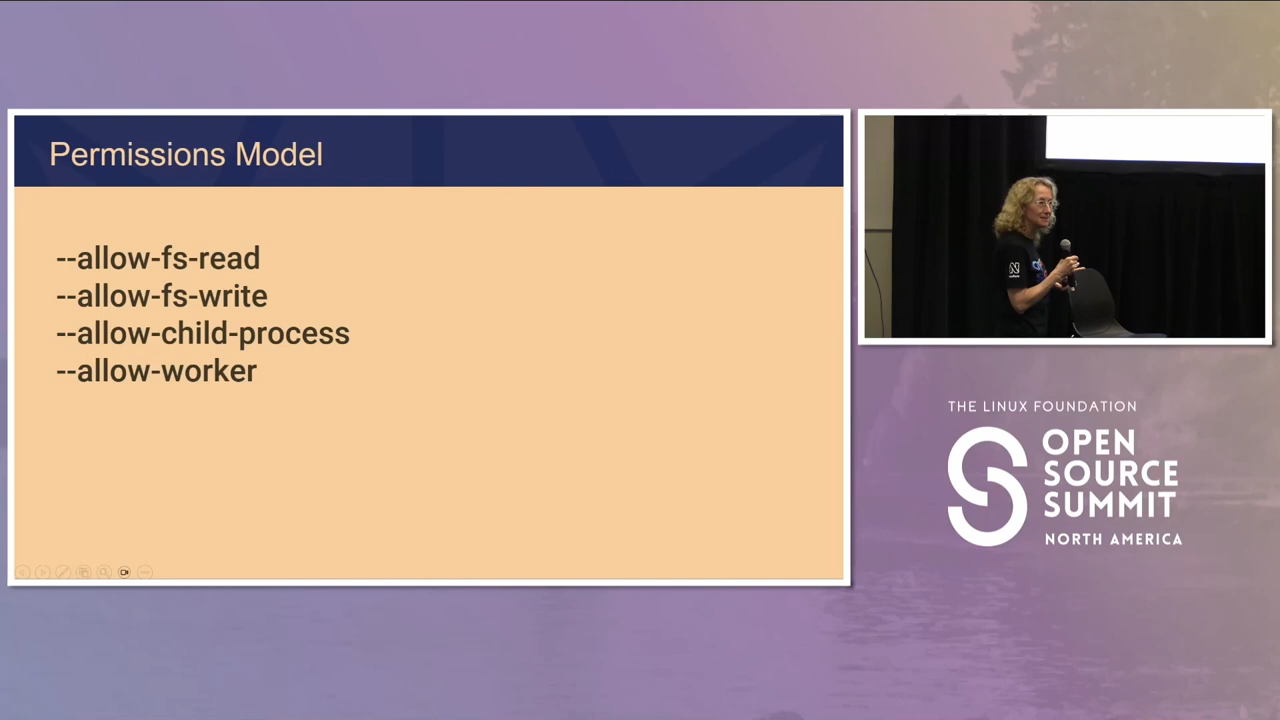 Permissions Model
--allow-fs-read
--allow-fs-write
--allow-child-process
--allow-worker
THE LINUX FOUNDATION
OPEN
SOURCE
SUMMIT
NORTH AMERICA